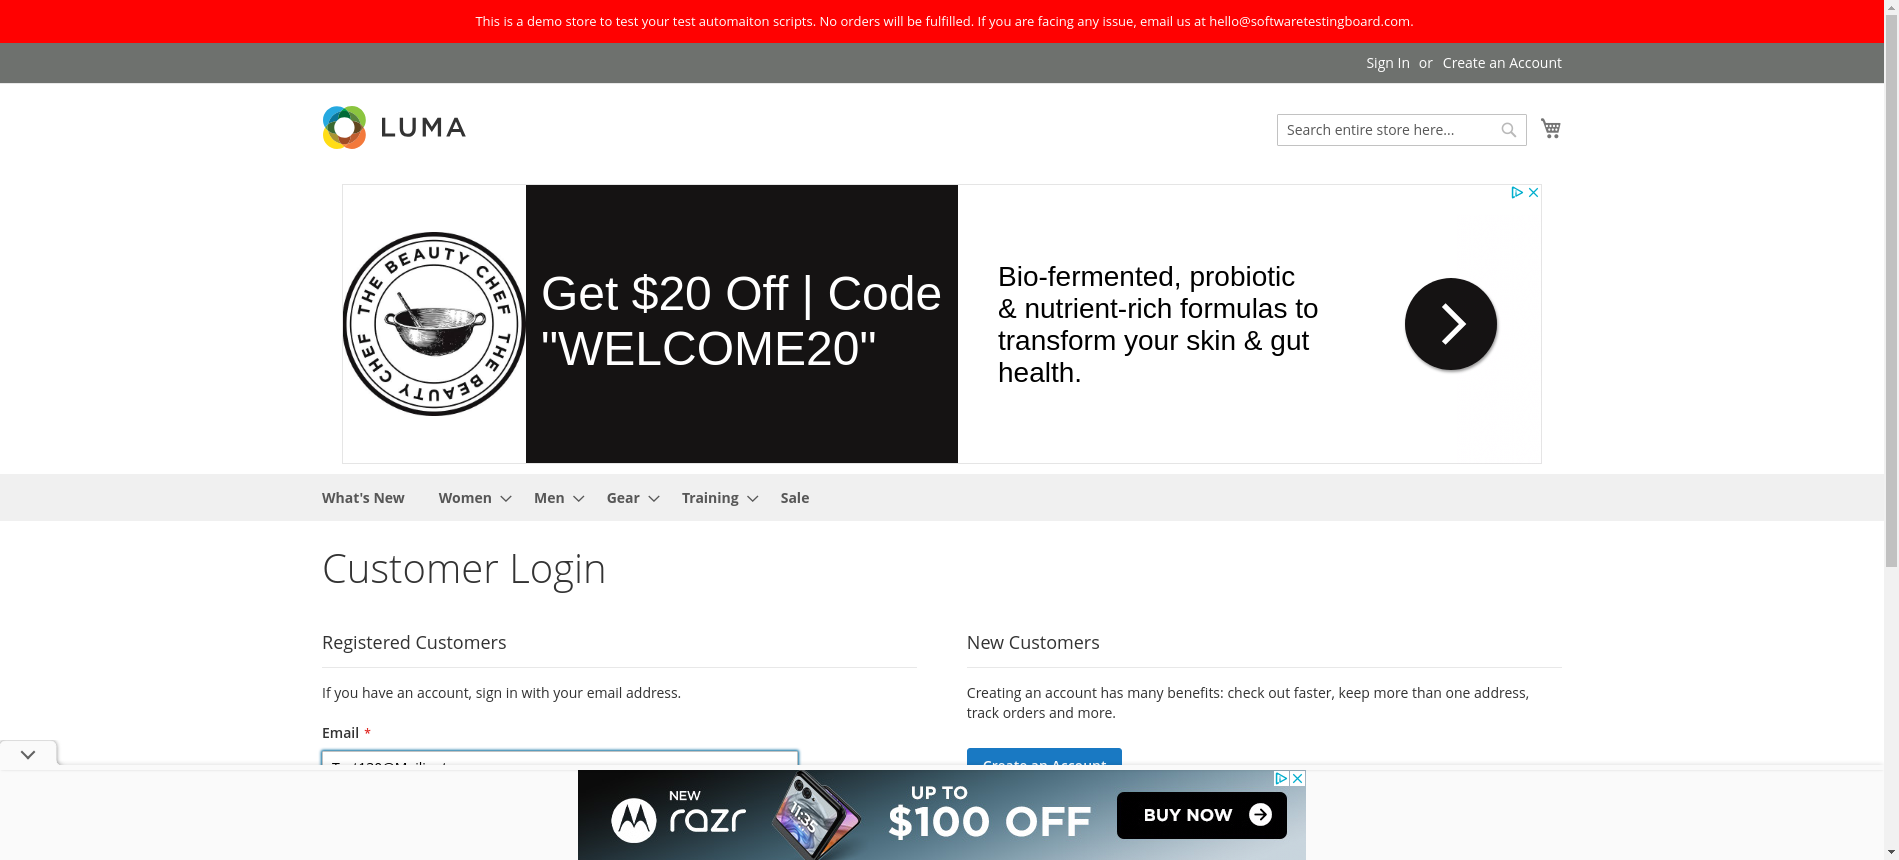 This is a demo store to test your test automaiton scripts. No orders will be fulfilled. If you are facing any issue, email us at hello@softwaretestingboard.com.
Sign In or Create an Account
LUMA
Search entire store here...
THE BEAUTY CHEF THE BEAUTY CHEF
Get $20 Off | Code
"WELCOME20"
Bio-fermented, probiotic
& nutrient-rich formulas to
transform your skin & gut
health.
What's New Women Men Gear Training Sale
Customer Login
Registered Customers
If you have an account, sign in with your email address.
Email *
New Customers
Creating an account has many benefits: check out faster, keep more than one address,
track orders and more.
Create an Account
NEW
razr
11:35
UP TO
$100 OFF
BUY NOW